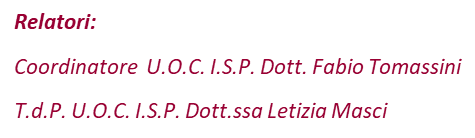 Relatori:
Coordinatore U.O.C. I.S.P. Dott. Fabio Tomassini
T.d.P. U.O.C. I.S.P. Dott.ssa Letizia Masci